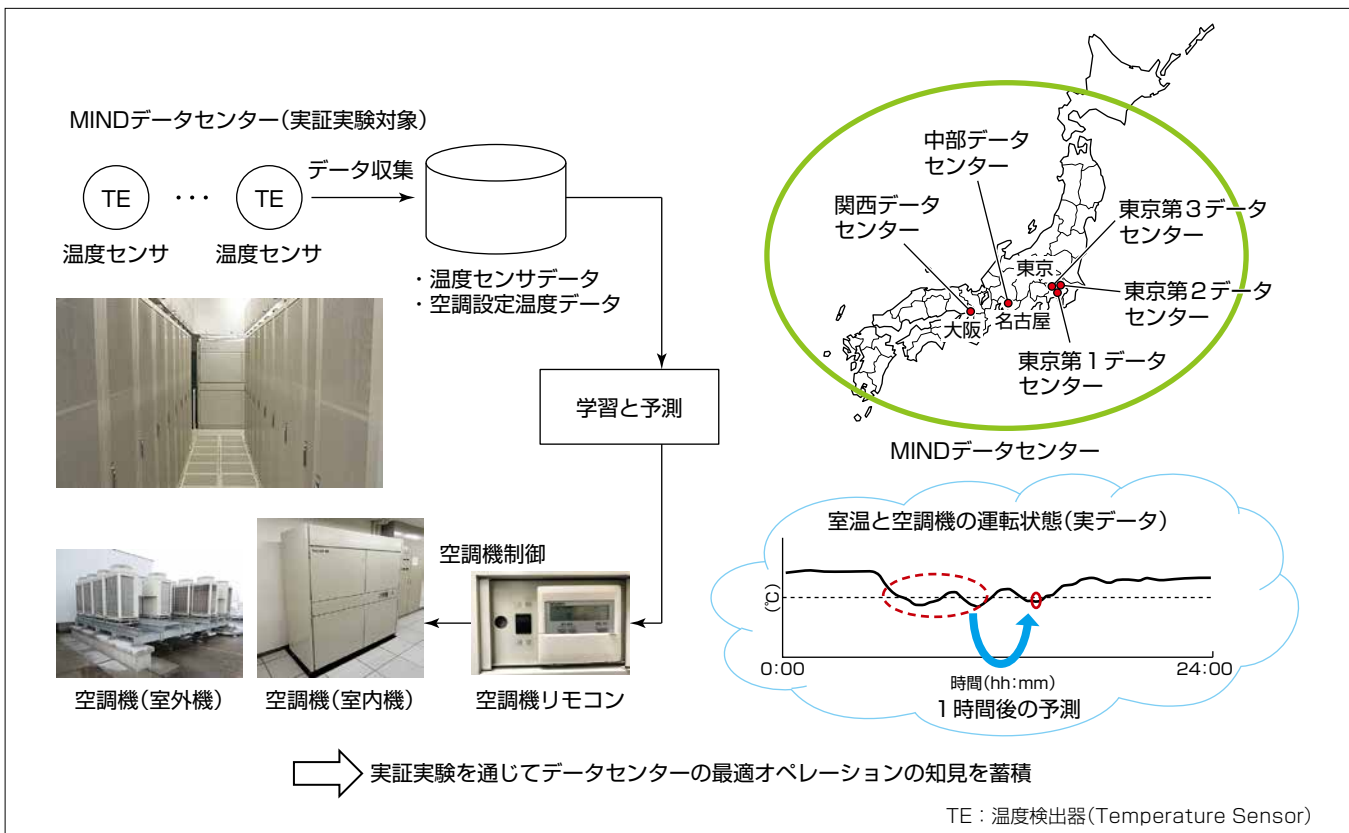 MINDデータセンター(実証実験対象)
TE
・・・
TE
データ収集
温度センサ
温度センサ
・温度センサデータ
・空調設定温度データ
学習と予測
空調機制御
空調機(室外機)
空調機(室内機)
空調機リモコン
中部データ
センター
関西データ
センター
東京第3データ
センター
東京
東京第2データ
センター
大阪
名古屋
東京第1データ
センター
MINDデータセンター
室温と空調機の運転状態(実データ)
(℃)
0:00
24:00
時間(hh:mm)
1時間後の予測
実証実験を通じてデータセンターの最適オペレーションの知見を蓄積
TE:温度検出器(Temperature Sensor)